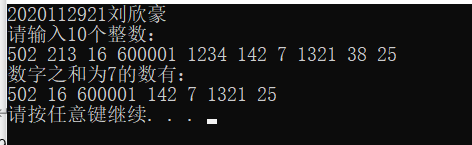 2020112921刘欣豪
请输入10个整数:
502 213 16 600001 1234 142 7 1321 38 25
数字之和为7的数有:
502 16 600001 142 7 1321 25
请按任意键继续. . .